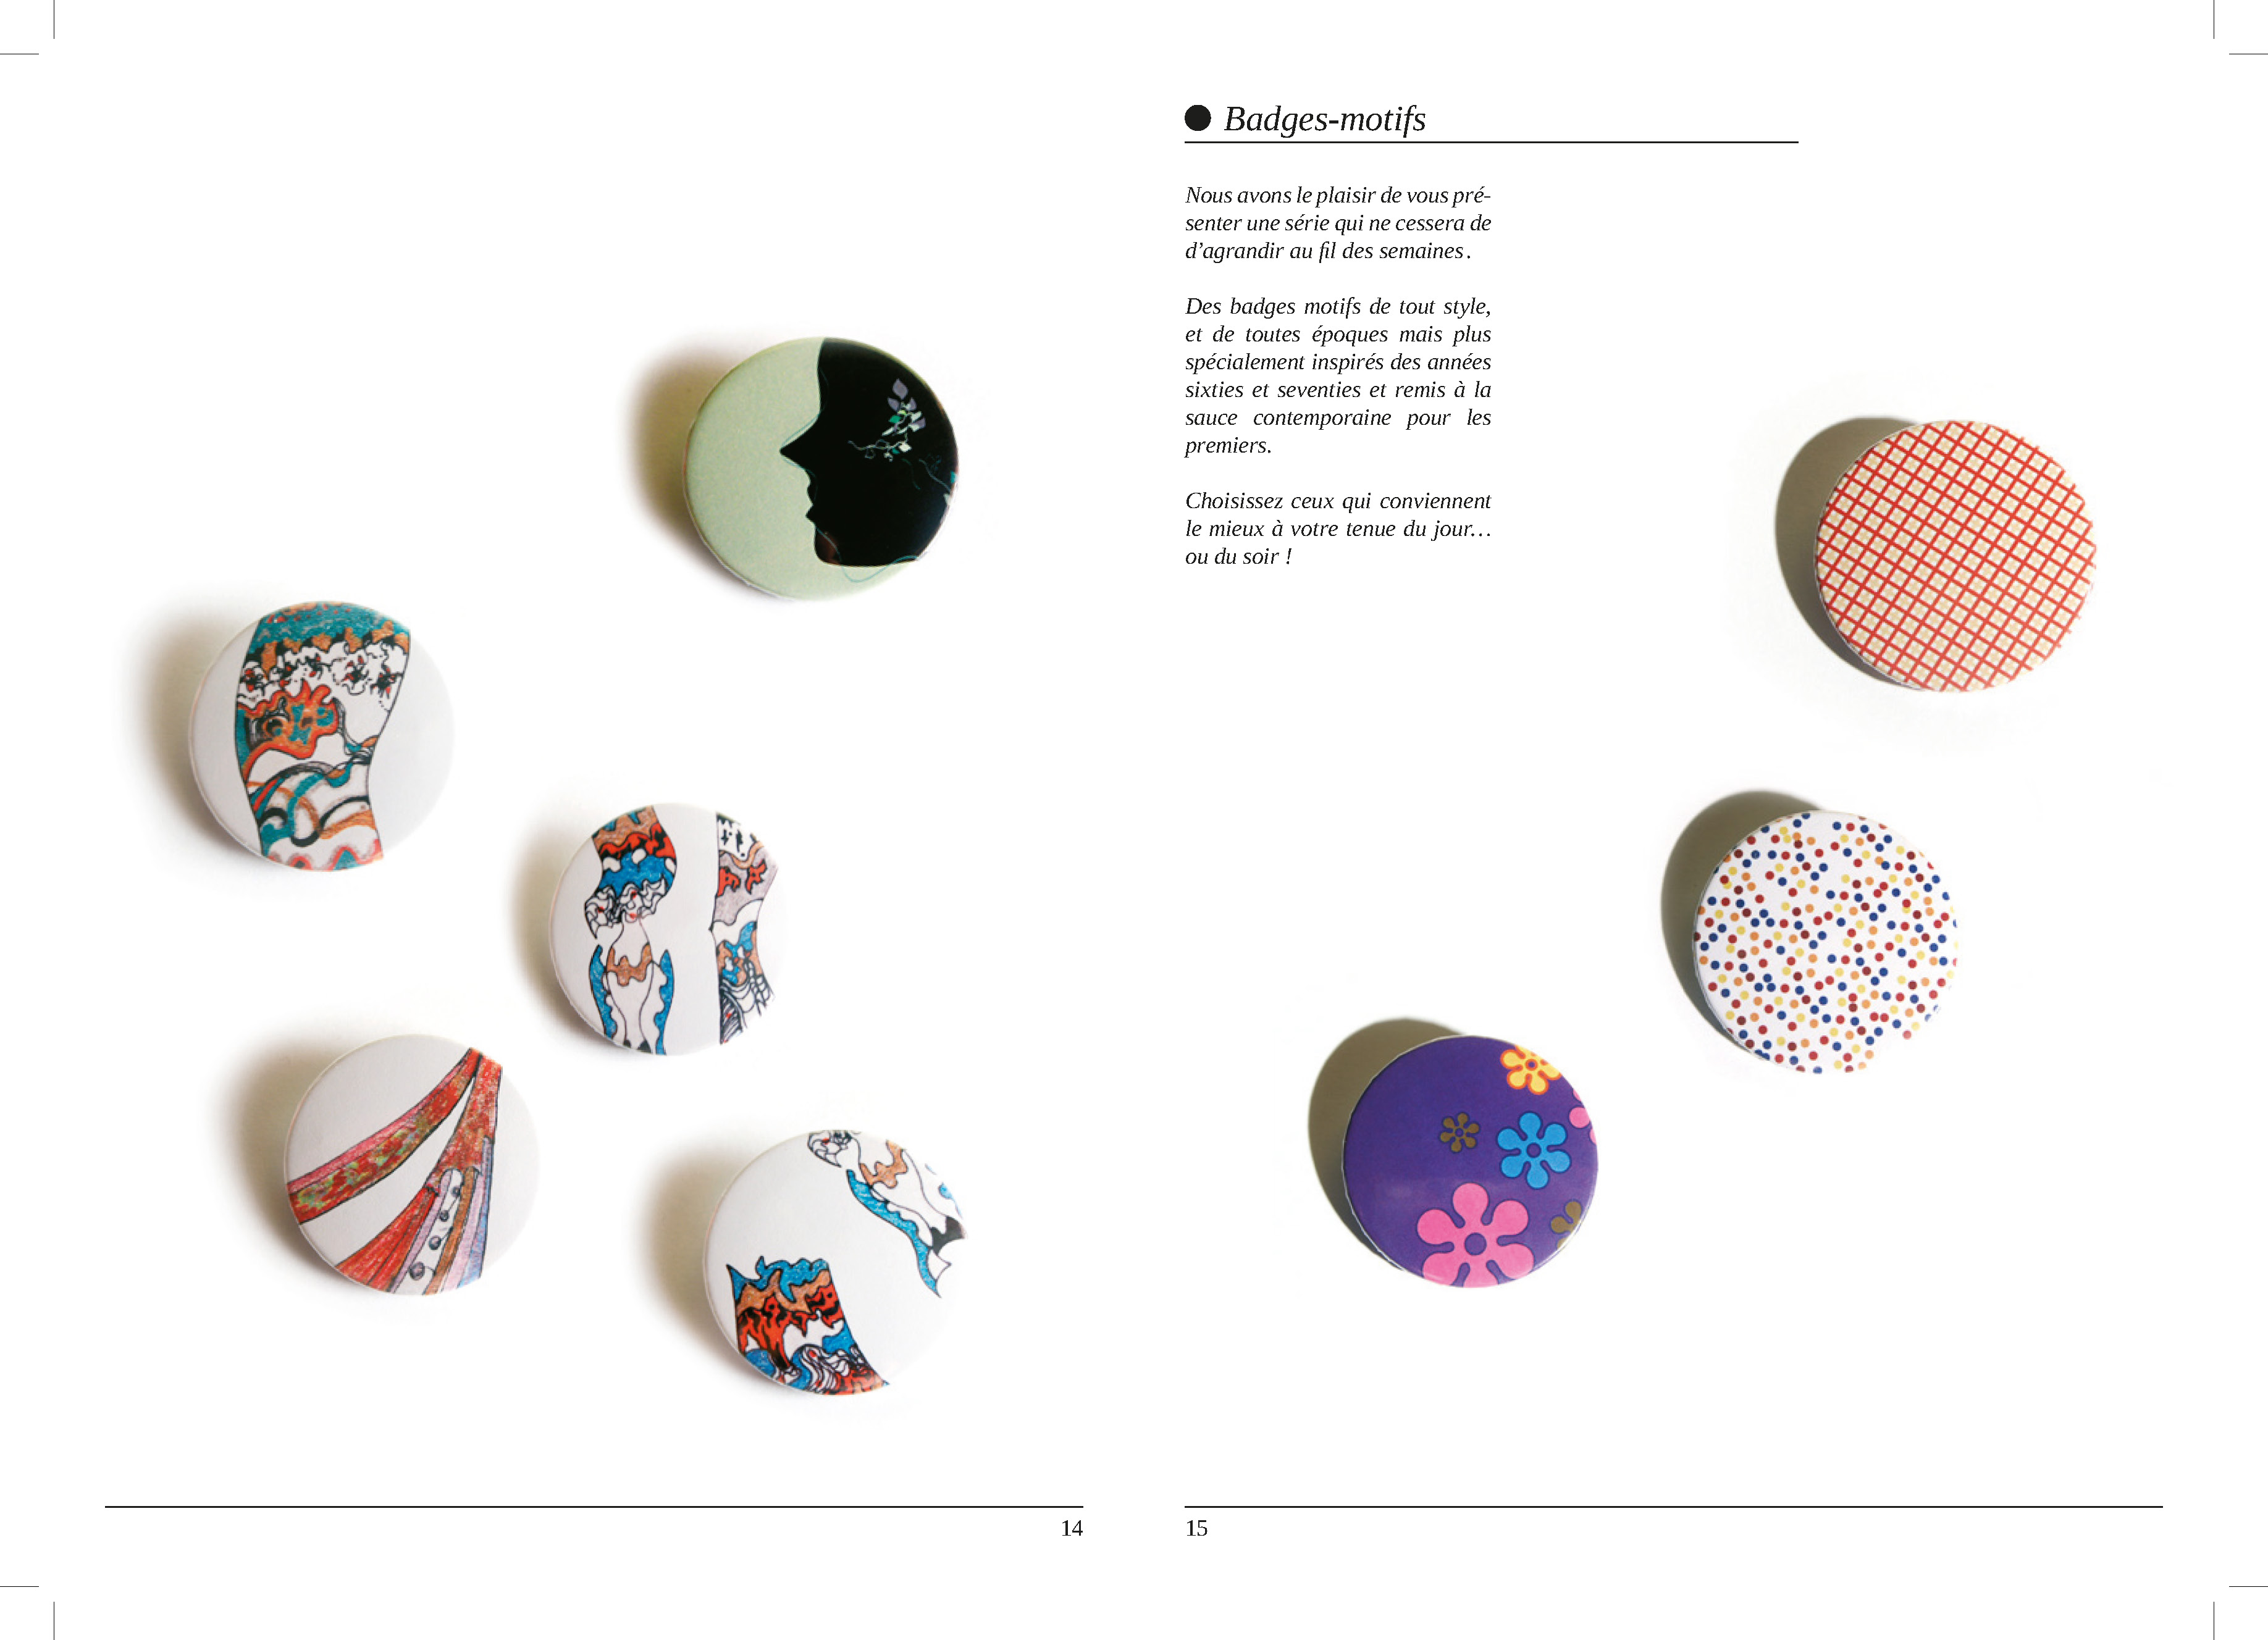 Badges-motifs
Nous avons le plaisir de vous pré-
senter une série qui ne cessera de
d'agrandir au fil des semaines.
Des badges motifs de tout style,
et de toutes époques mais plus
spécialement inspirés des années
sixties et seventies et remis à la
sauce contemporaine pour les
premiers.
Choisissez ceux qui conviennent
le mieux à votre tenue du jour…
ou du soir !
14
15